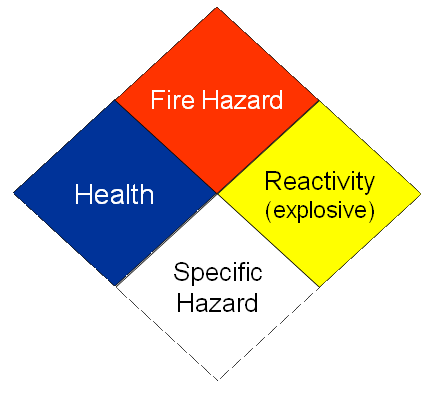 Fire Hazard
Health
Reactivity
(explosive)
Specific
Hazard